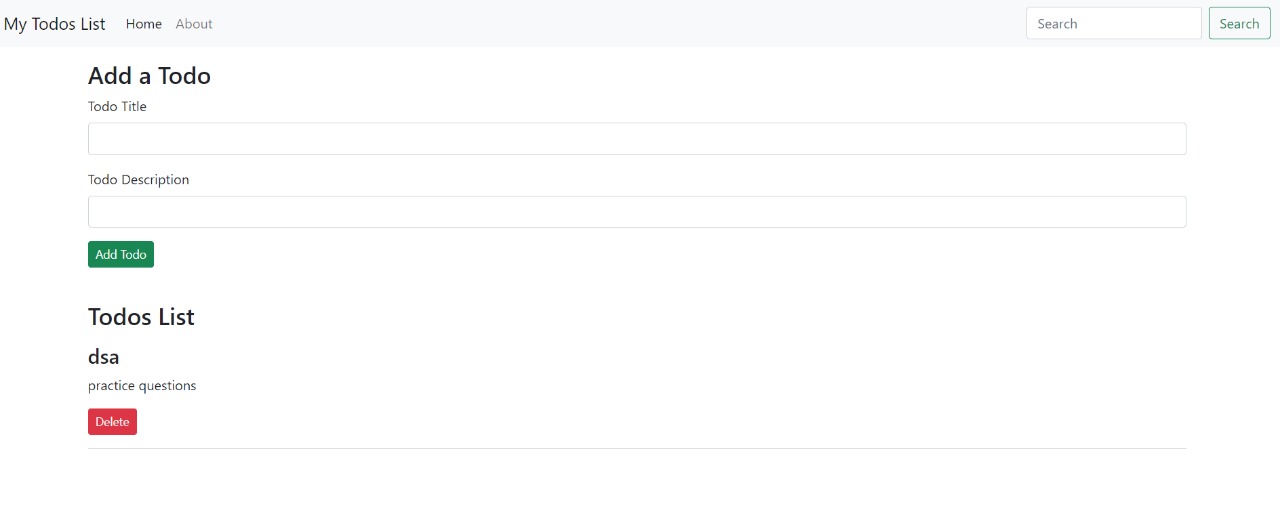 My Todos List Home About Search Search
Add a Todo
Todo Title
Todo Description
Add Todo
Todos List
dsa
practice questions
Delete